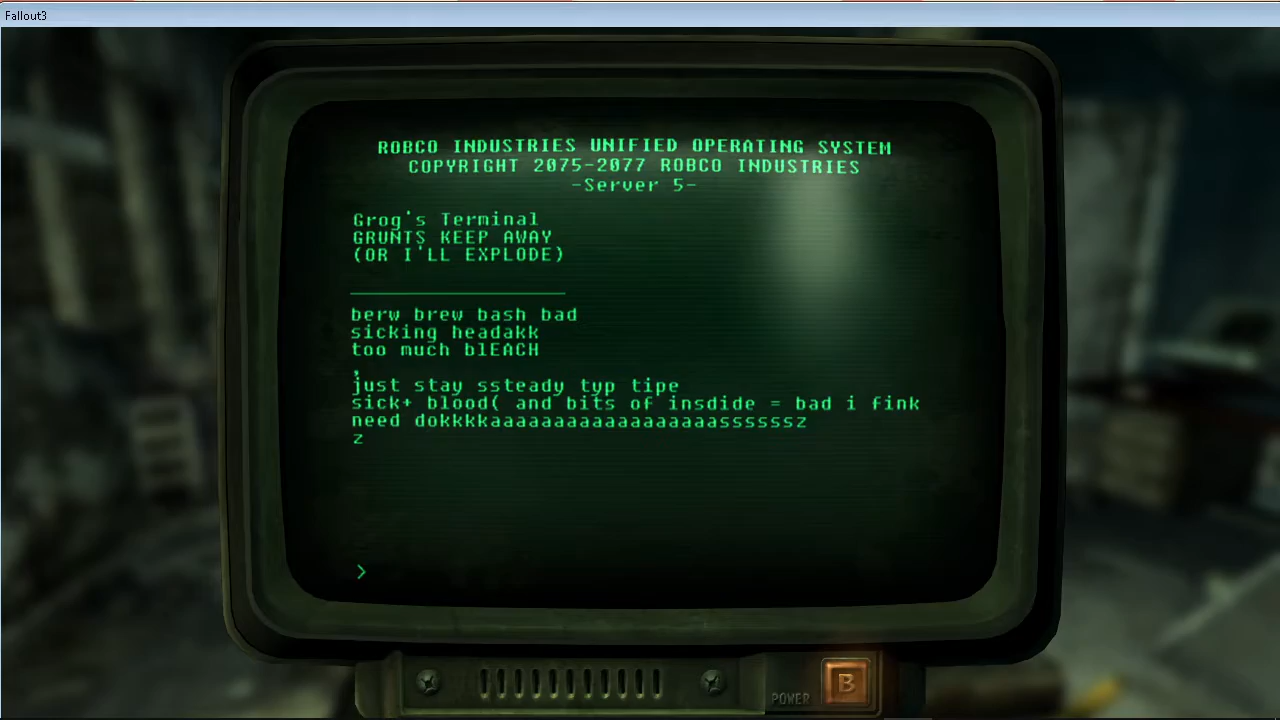 Fallout3
ROBCO INDUSTRIES UNIFIED OPERATING SYSTEM
COPYRIGHT 2075-2077 ROBCO INDUSTRIES
-Server 5-
Grog's Terminal
GRUNTS KEEP AWAY
(OR I'LL EXPLODE)
berw brew bash bad
sicking headakk
too much blEACH
,
just stay ssteady typ tipe
sick+ blood( and bits of insdide = bad i fink
need dokkkkaaaaaaaaaaaaaaaaaasssssssz
z
>
POWER
B